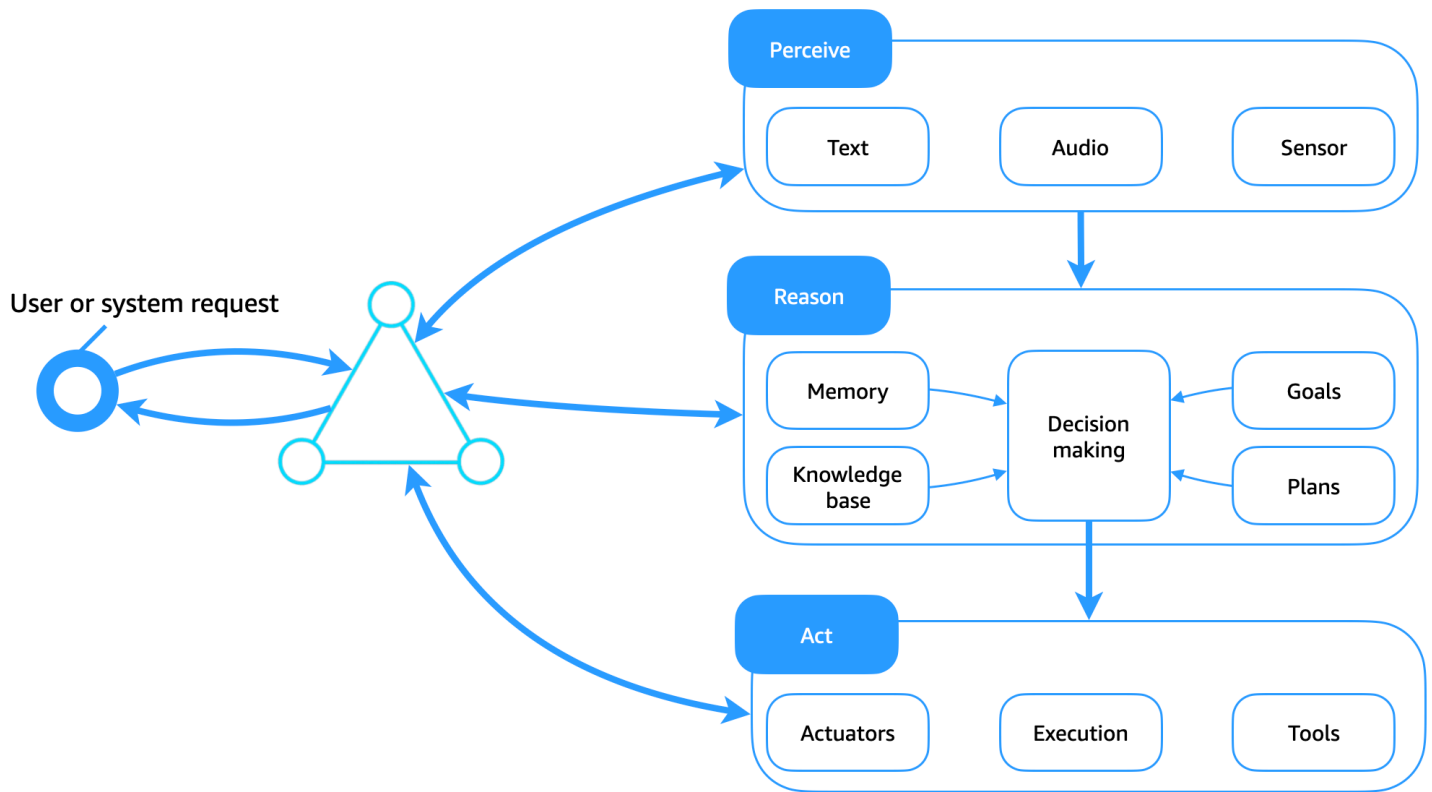 Perceive
Text
Audio
Sensor
User or system request
Reason
Memory
Decision
making
Goals
Knowledge
base
Plans
Act
Actuators
Execution
Tools